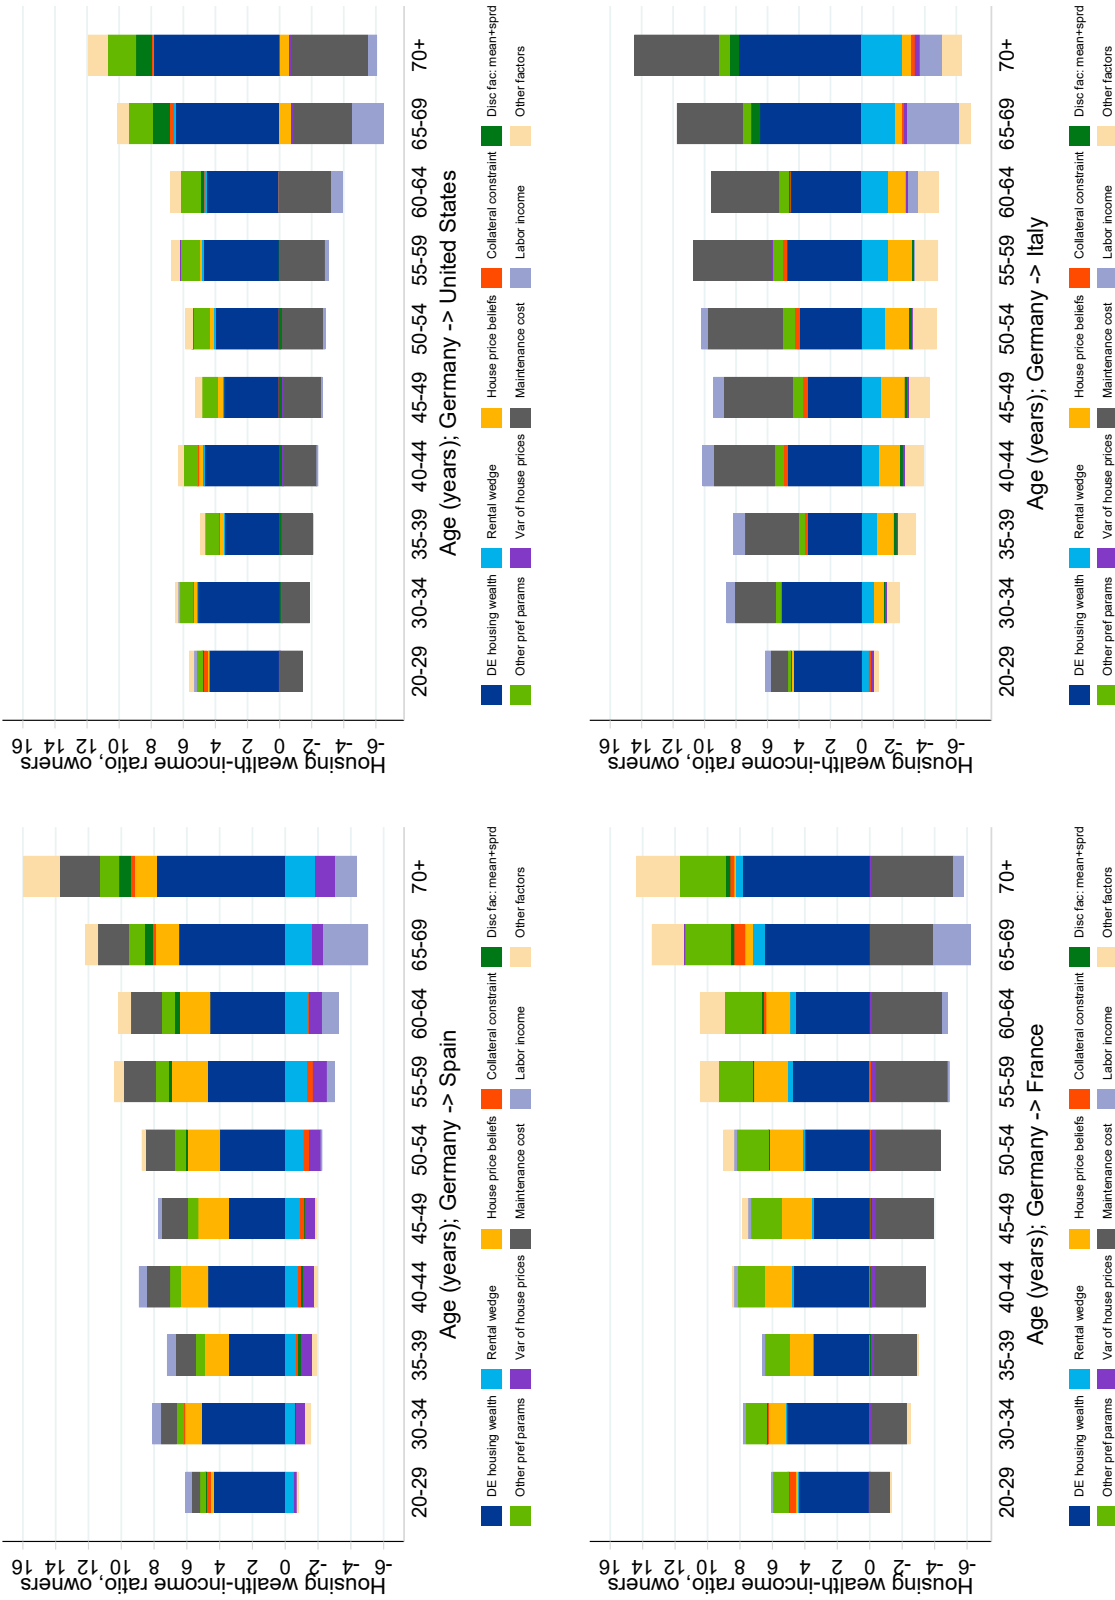 Housing wealth-income ratio, owners
-6 -4 -2 0 2 4 6 8 10 12 14 16
20-29 30-34 35-39 40-44 45-49 50-54 55-59 60-64 65-69 70+
Age (years); Germany -> Spain
DE housing wealth Rental wedge House price beliefs Collateral constraint Disc fac: mean+sprd
Other pref params Var of house prices Maintenance cost Labor income Other factors
Housing wealth-income ratio, owners
-6 -4 -2 0 2 4 6 8 10 12 14 16
20-29 30-34 35-39 40-44 45-49 50-54 55-59 60-64 65-69 70+
Age (years); Germany -> United States
DE housing wealth Rental wedge House price beliefs Collateral constraint Disc fac: mean+sprd
Other pref params Var of house prices Maintenance cost Labor income Other factors
Housing wealth-income ratio, owners
-6 -4 -2 0 2 4 6 8 10 12 14 16
20-29 30-34 35-39 40-44 45-49 50-54 55-59 60-64 65-69 70+
Age (years); Germany -> France
DE housing wealth Rental wedge House price beliefs Collateral constraint Disc fac: mean+sprd
Other pref params Var of house prices Maintenance cost Labor income Other factors
Housing wealth-income ratio, owners
-6 -4 -2 0 2 4 6 8 10 12 14 16
20-29 30-34 35-39 40-44 45-49 50-54 55-59 60-64 65-69 70+
Age (years); Germany -> Italy
DE housing wealth Rental wedge House price beliefs Collateral constraint Disc fac: mean+sprd
Other pref params Var of house prices Maintenance cost Labor income Other factors